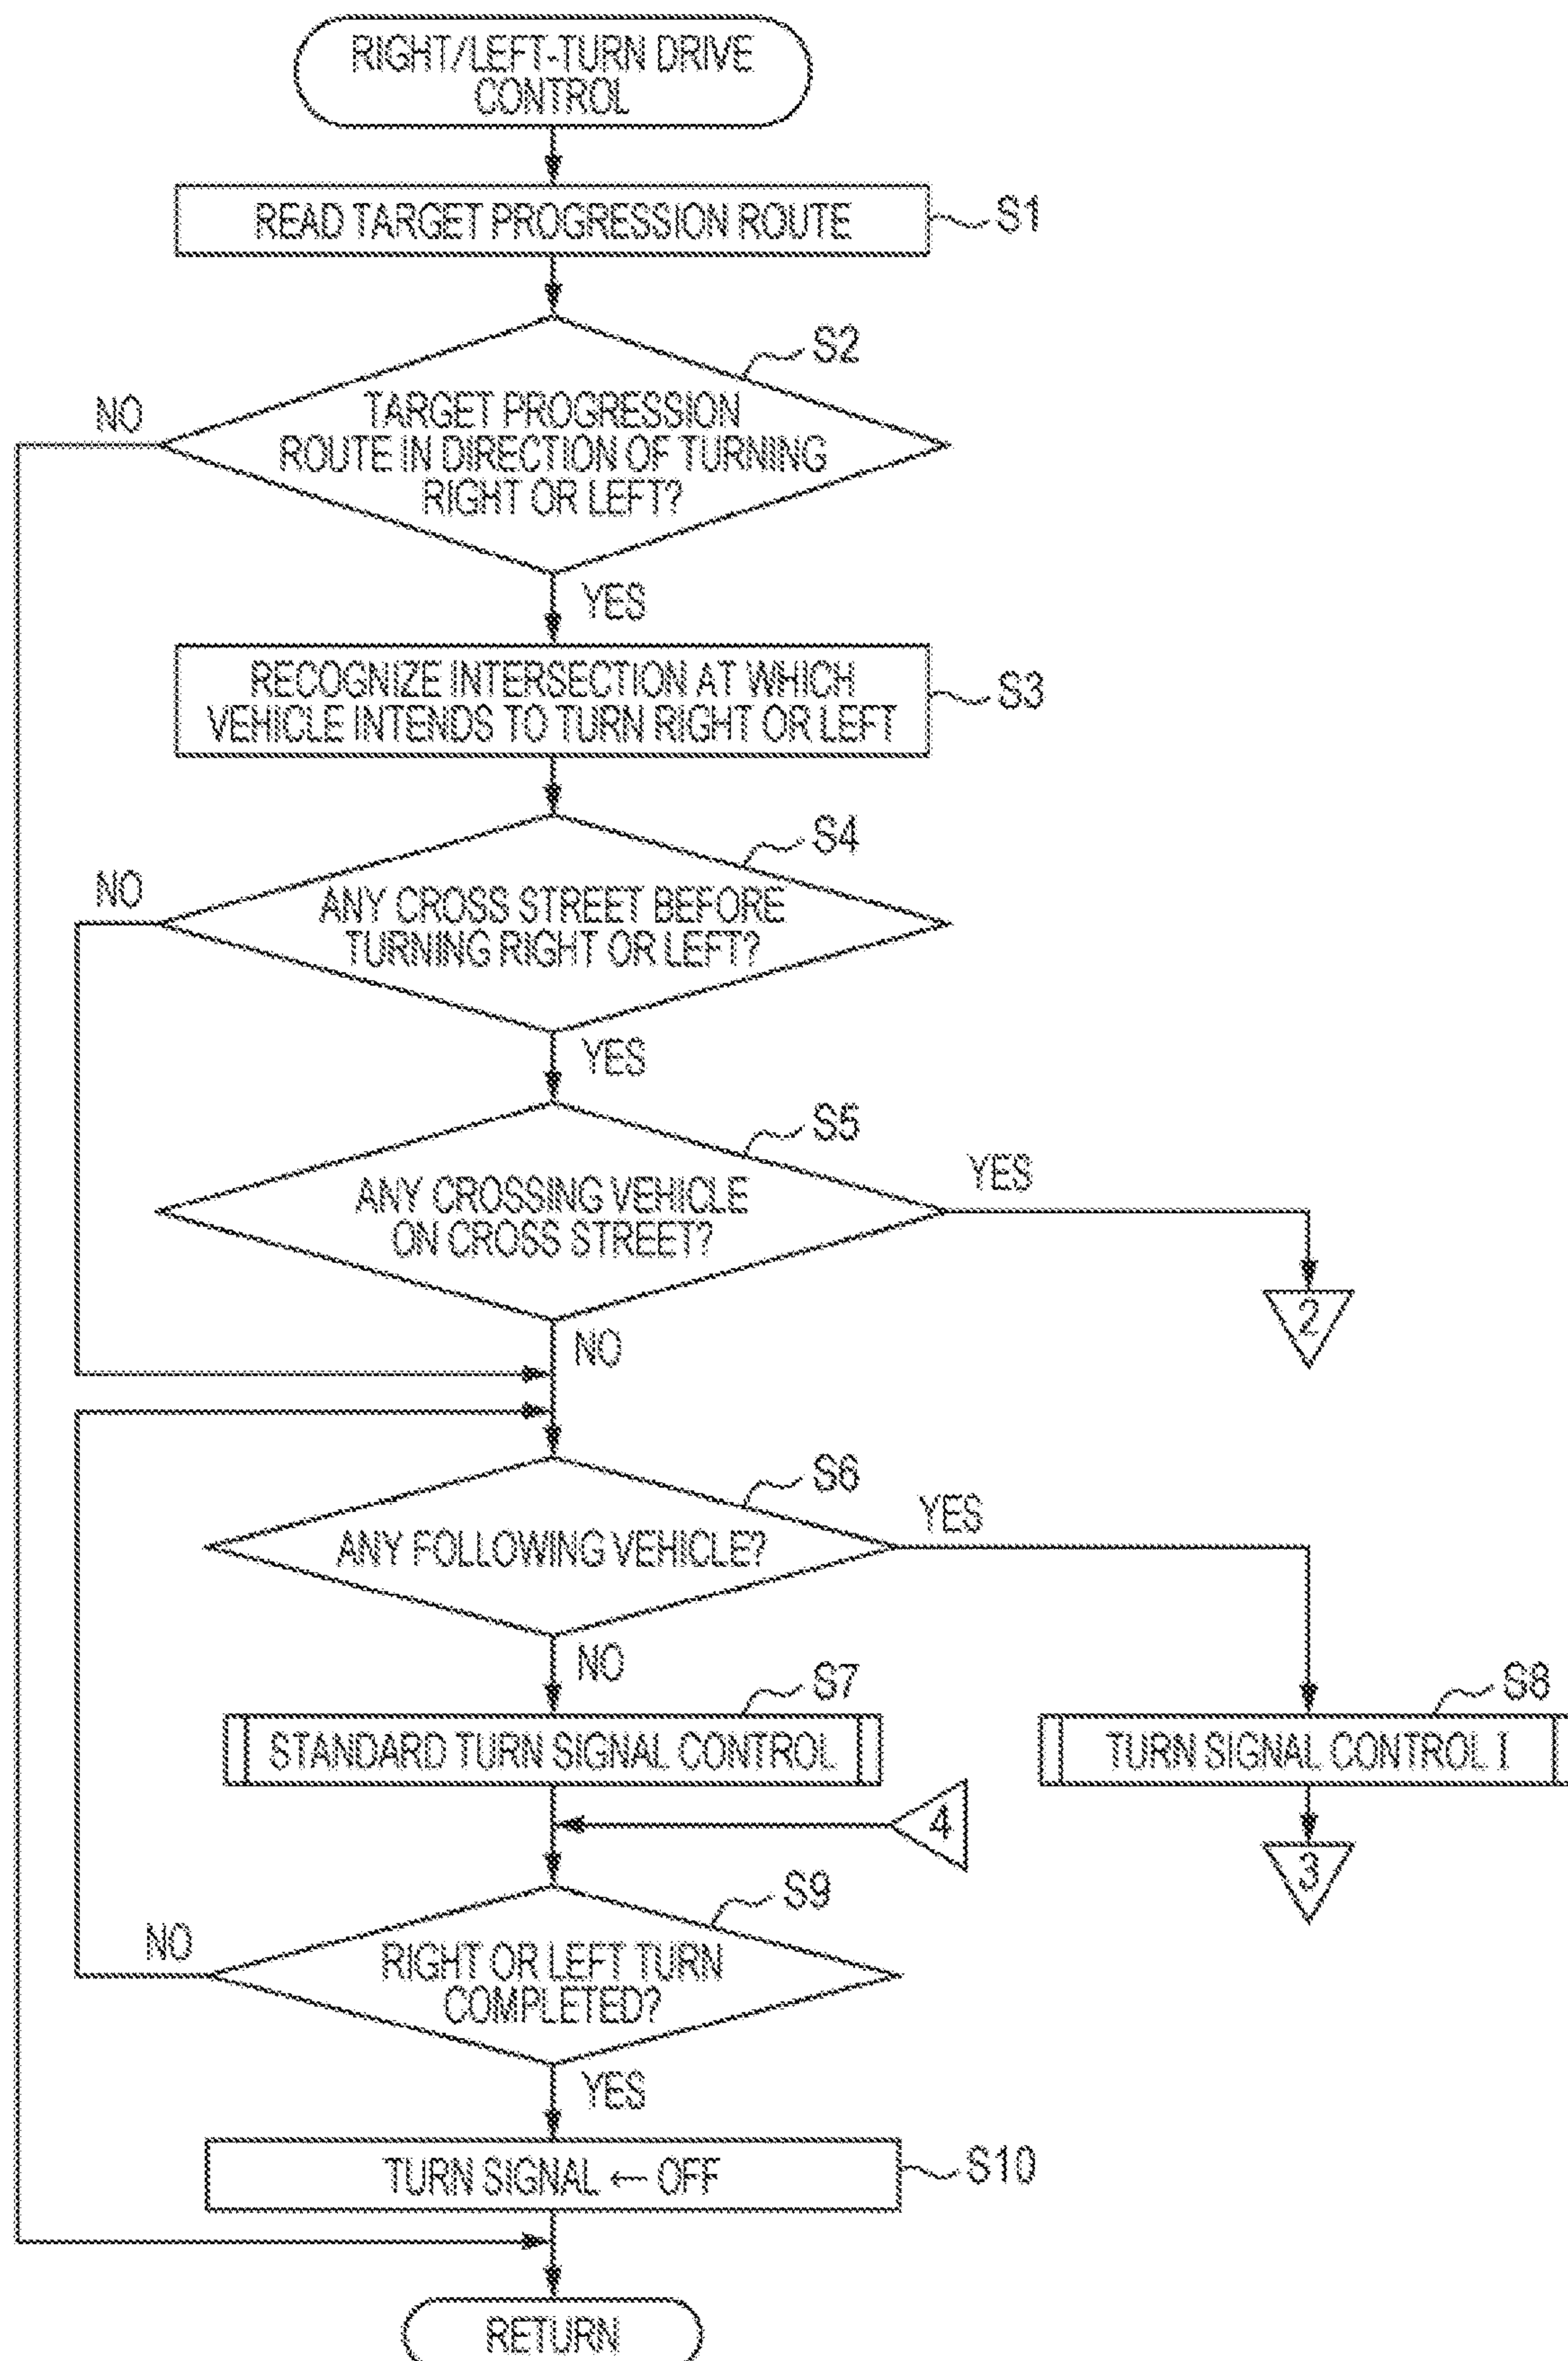 RIGHT/LEFT-TURN DRIVE
CONTROL
READ TARGET PROGRESSION ROUTE
S1
S2
NO
TARGET PROGRESSION
ROUTE IN DIRECTION OF TURNING
RIGHT OR LEFT?
YES
RECOGNIZE INTERSECTION AT WHICH
VEHICLE INTENDS TO TURN RIGHT OR LEFT
S3
S4
NO
ANY CROSS STREET BEFORE
TURNING RIGHT OR LEFT?
YES
S5
YES
ANY CROSSING VEHICLE
ON CROSS STREET?
2
NO
S6
YES
ANY FOLLOWING VEHICLE?
NO
S7
S8
STANDARD TURN SIGNAL CONTROL
TURN SIGNAL CONTROL I
4
3
S9
NO
RIGHT OR LEFT TURN
COMPLETED?
YES
TURN SIGNAL ← OFF
S10
RETURN